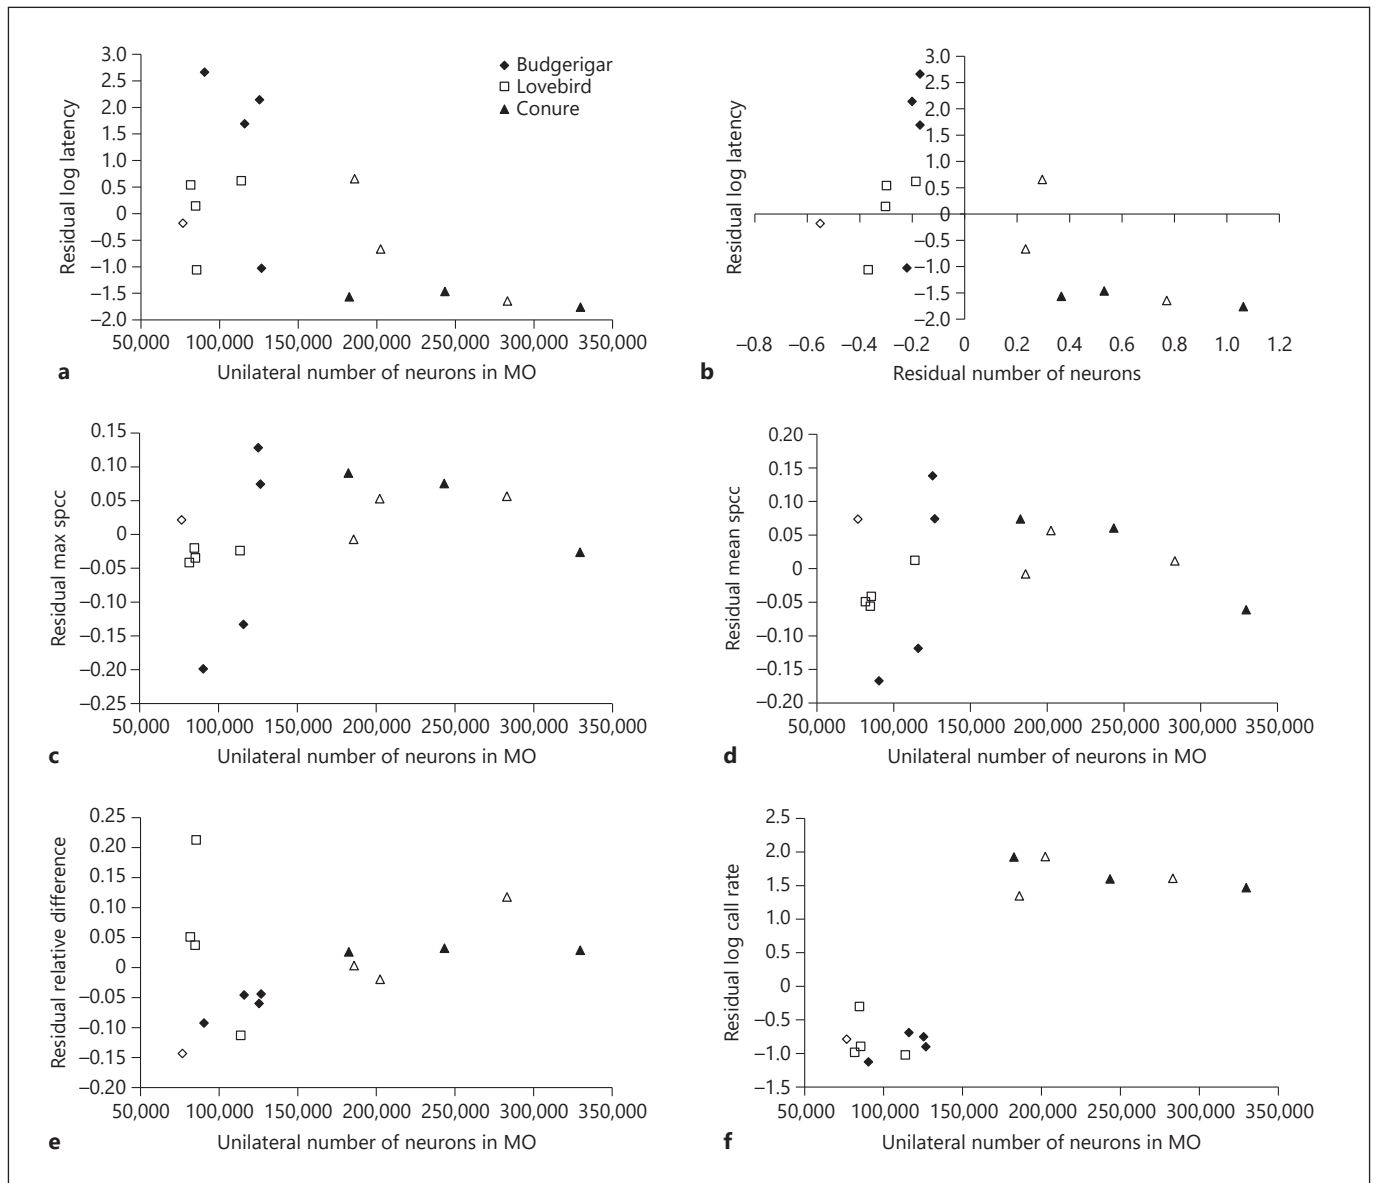 3.0
2.5
2.0
1.5
1.0
0.5
0
−0.5
−1.0
−1.5
−2.0
Residual log latency
50,000 100,000 150,000 200,000 250,000 300,000 350,000
Unilateral number of neurons in MO
a
Budgerigar
Lovebird
Conure
3.0
2.5
2.0
1.5
1.0
0.5
0
−0.5
−1.0
−1.5
−2.0
Residual log latency
−0.8 −0.6 −0.4 −0.2 0 0.2 0.4 0.6 0.8 1.0 1.2
Residual number of neurons
b
0.15
0.10
0.05
0
−0.05
−0.10
−0.15
−0.20
−0.25
Residual max spcc
50,000 100,000 150,000 200,000 250,000 300,000 350,000
Unilateral number of neurons in MO
c
0.20
0.15
0.10
0.05
0
−0.05
−0.10
−0.15
−0.20
Residual mean spcc
50,000 100,000 150,000 200,000 250,000 300,000 350,000
Unilateral number of neurons in MO
d
0.25
0.20
0.15
0.10
0.05
0
−0.05
−0.10
−0.15
−0.20
Residual relative difference
50,000 100,000 150,000 200,000 250,000 300,000 350,000
Unilateral number of neurons in MO
e
2.5
2.0
1.5
1.0
0.5
0
−0.5
−1.0
−1.5
Residual log call rate
50,000 100,000 150,000 200,000 250,000 300,000 350,000
Unilateral number of neurons in MO
f